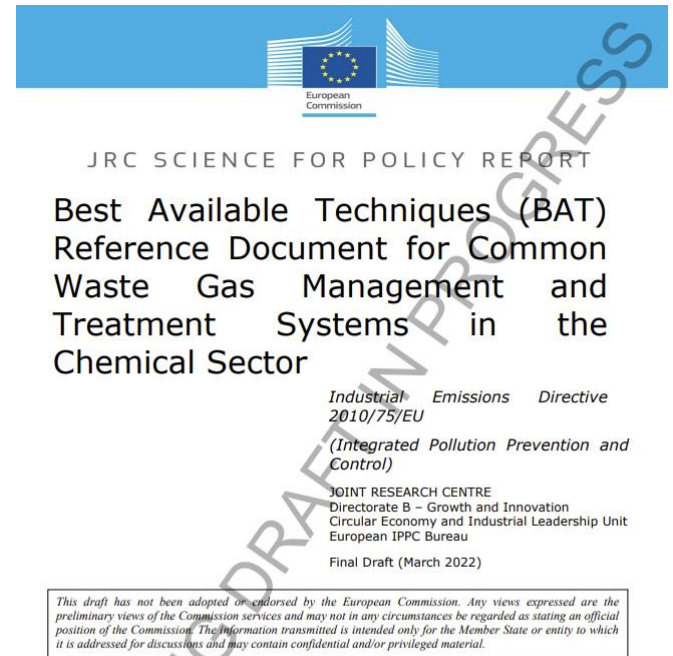 European
Commission
JRC SCIENCE FOR POLICY REPORT
Best Available Techniques (BAT)
Reference Document for Common
Waste Gas Management and
Treatment Systems in the
Chemical Sector
Industrial Emissions Directive
2010/75/EU
(Integrated Pollution Prevention and
Control)
JOINT RESEARCH CENTRE
Directorate B – Growth and Innovation
Circular Economy and Industrial Leadership Unit
European IPPC Bureau
Final Draft (March 2022)
This draft has not been adopted or endorsed by the European Commission. Any views expressed are the
preliminary views of the Commission services and may not in any circumstances be regarded as stating an official
position of the Commission. The information transmitted is intended only for the Member State or entity to which
it is addressed for discussions and may contain confidential and/or privileged material.
DRAFT IN PROGRESS